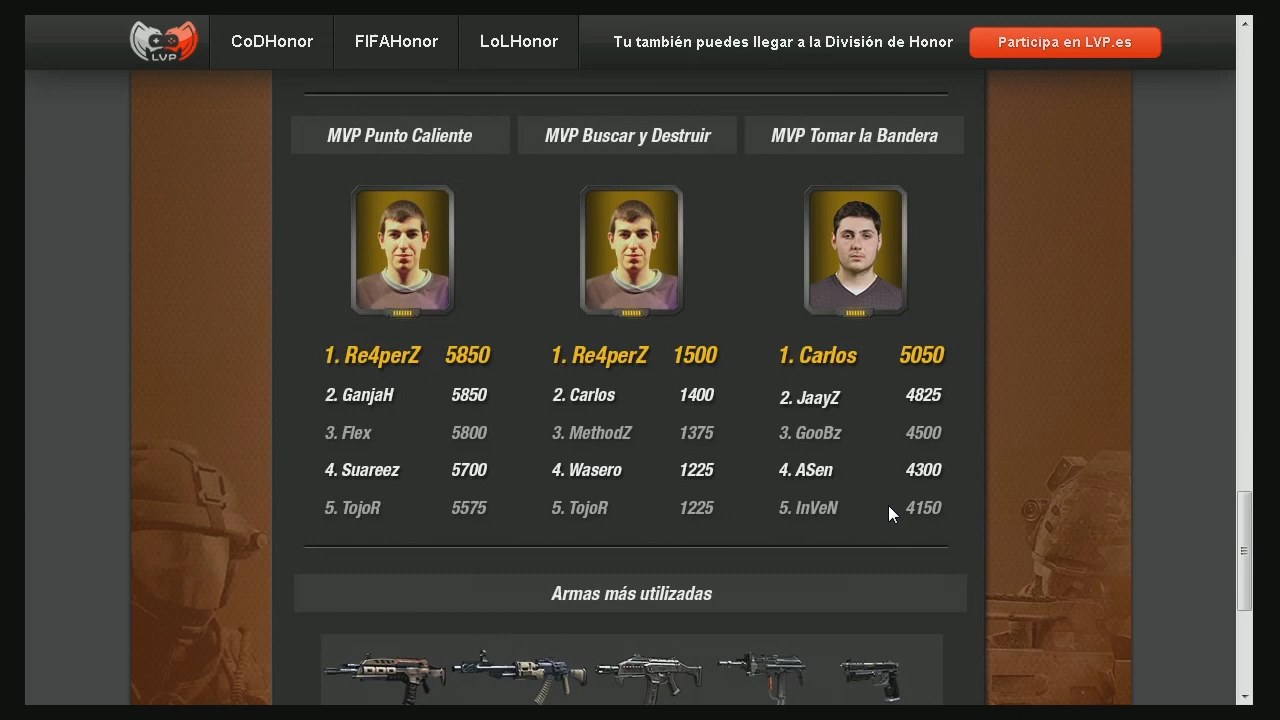 LVP
CoDHonor
FIFAHonor
LoLHonor
Tu también puedes llegar a la División de Honor
Participa en LVP.es
MVP Punto Caliente
MVP Buscar y Destruir
MVP Tomar la Bandera
1. Re4perZ 5850
2. GanjaH 5850
3. Flex 5800
4. Suareez 5700
5. TojoR 5575
1. Re4perZ 1500
2. Carlos 1400
3. MethodZ 1375
4. Wasero 1225
5. TojoR 1225
1. Carlos 5050
2. JaayZ 4825
3. GooBz 4500
4. ASen 4300
5. InVeN 4150
Armas más utilizadas